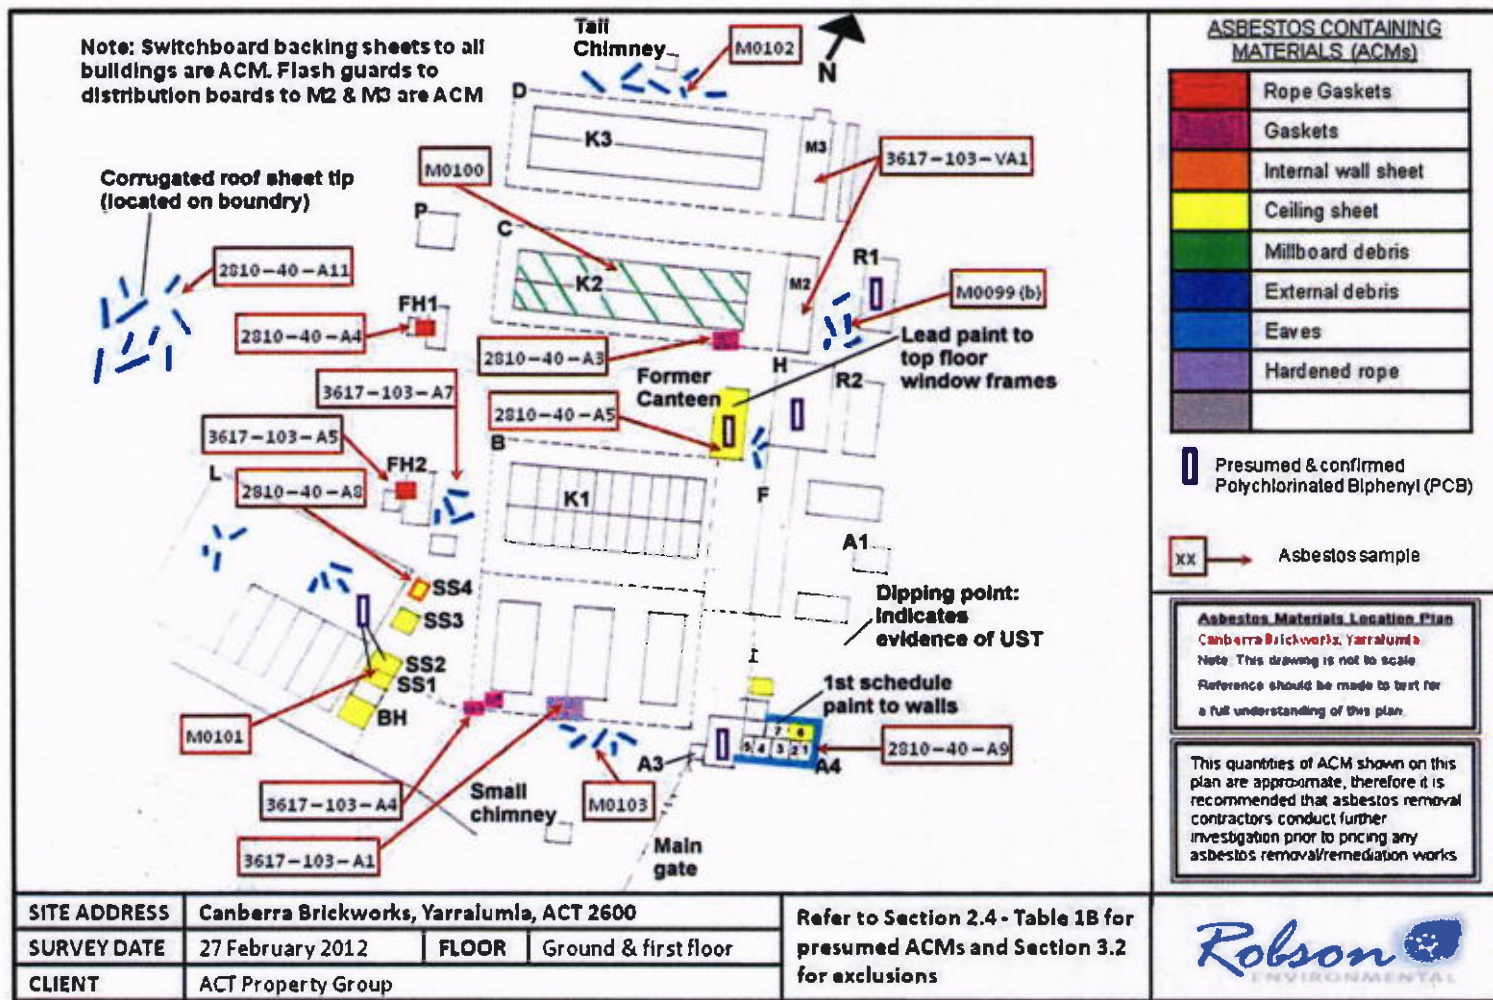 Note: Switchboard backing sheets to all
buildings are ACM. Flash guards to
distribution boards to M2 & M3 are ACM
Tall
Chimney
M0102
N
D
K3
M3
3617-103-VA1
M0100
Corrugated roof sheet tip
(located on boundry)
P
C
K2
M2
R1
2810-40-A11
M0099 (b)
FH1
2810-40-A4
2810-40-A3
Lead paint to
top floor
window frames
H
R2
Former
Canteen
3617-103-A7
2810-40-A5
3617-103-A5
B
L
FH2
2810-40-A8
K1
F
A1
SS4
SS3
Dipping point:
Indicates
evidence of UST
SS2
SS1
I
BH
1st schedule
paint to walls
M0101
7 6
5 4 3 2 1
2810-40-A9
A3
A4
3617-103-A4
Small
chimney
M0103
3617-103-A1
Main
gate
ASBESTOS CONTAINING
MATERIALS (ACMs)
Rope Gaskets
Gaskets
Internal wall sheet
Ceiling sheet
Millboard debris
External debris
Eaves
Hardened rope
Presumed & confirmed
Polychlorinated Biphenyl (PCB)
XX
Asbestos sample
Asbestos Materials Location Plan
Canberra Brickworks, Yarralumla
Note: This drawing is not to scale
Reference should be made to text for
a full understanding of this plan.
This quantities of ACM shown on this
plan are approximate, therefore it is
recommended that asbestos removal
contractors conduct further
investigation prior to pricing any
asbestos removal/remediation works
SITE ADDRESS Canberra Brickworks, Yarralumla, ACT 2600
SURVEY DATE 27 February 2012 FLOOR Ground & first floor
CLIENT ACT Property Group
Refer to Section 2.4 - Table 1B for
presumed ACMs and Section 3.2
for exclusions
Robson
ENVIRONMENTAL